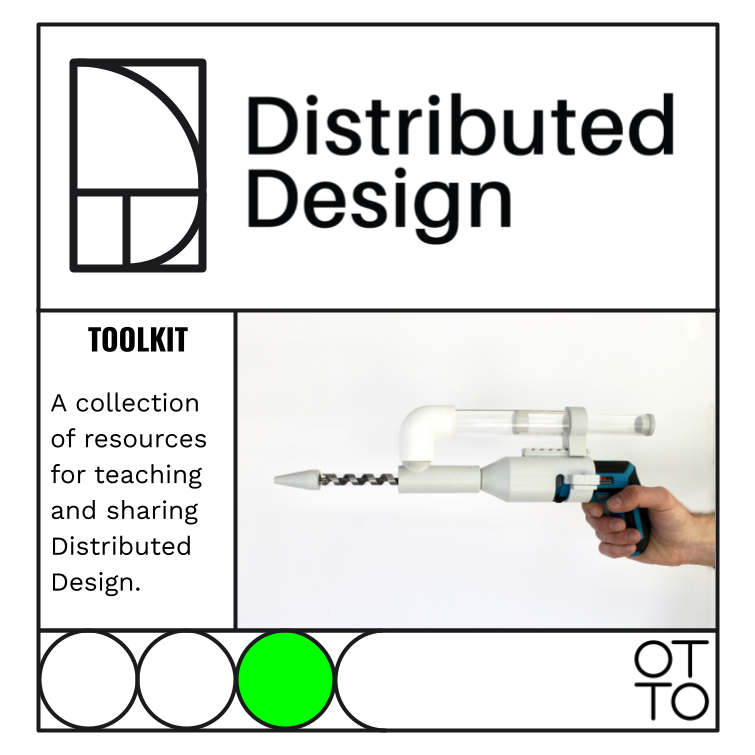 Distributed
Design
TOOLKIT
A collection
of resources
for teaching
and sharing
Distributed
Design.
OT
TO